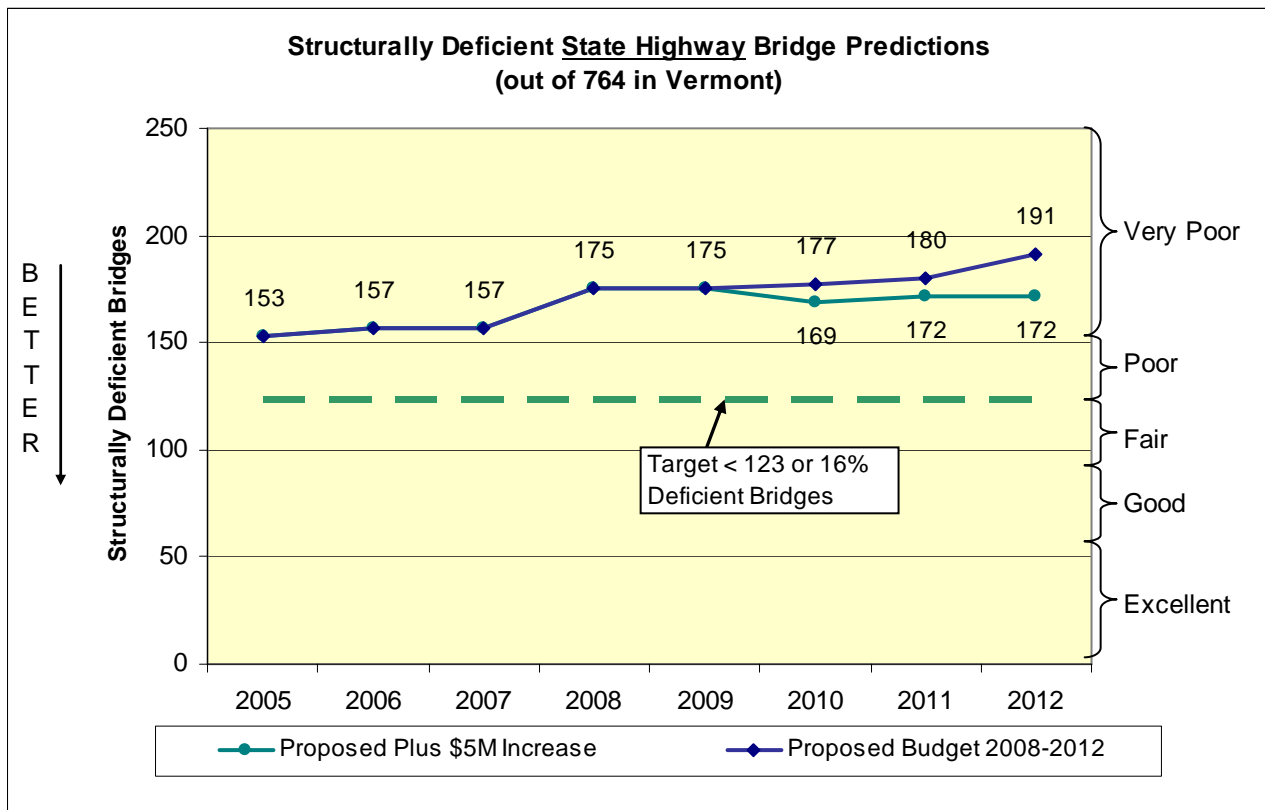 Structurally Deficient State Highway Bridge Predictions
(out of 764 in Vermont)
BETTER
Structurally Deficient Bridges
250
200
150
100
50
0
153
157
157
175
175
177
180
191
169
172
172
Target < 123 or 16%
Deficient Bridges
Very Poor
Poor
Fair
Good
Excellent
2005 2006 2007 2008 2009 2010 2011 2012
Proposed Plus $5M Increase Proposed Budget 2008-2012